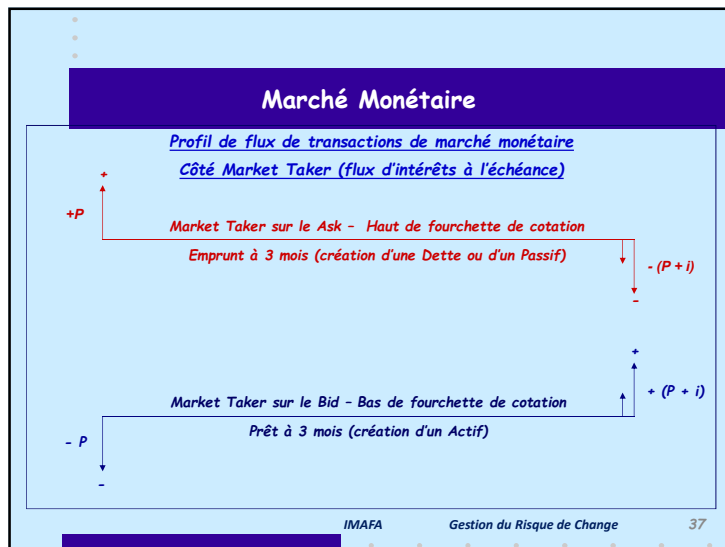 Marché Monétaire
Profil de flux de transactions de marché monétaire
Côté Market Taker (flux d'intérêts à l'échéance)
+
+P
Market Taker sur le Ask - Haut de fourchette de cotation
Emprunt à 3 mois (création d'une Dette ou d'un Passif)
- (P + i)
-
+
+ (P + i)
Market Taker sur le Bid - Bas de fourchette de cotation
Prêt à 3 mois (création d'un Actif)
- P
-
IMAFA Gestion du Risque de Change 37